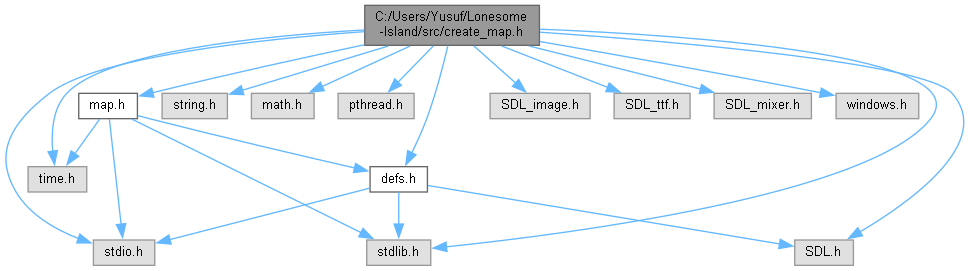 C:/Users/Yusuf/Lonesome
-Island/src/create_map.h
map.h
string.h
math.h
pthread.h
SDL_image.h
SDL_ttf.h
SDL_mixer.h
windows.h
time.h
defs.h
stdio.h
stdlib.h
SDL.h